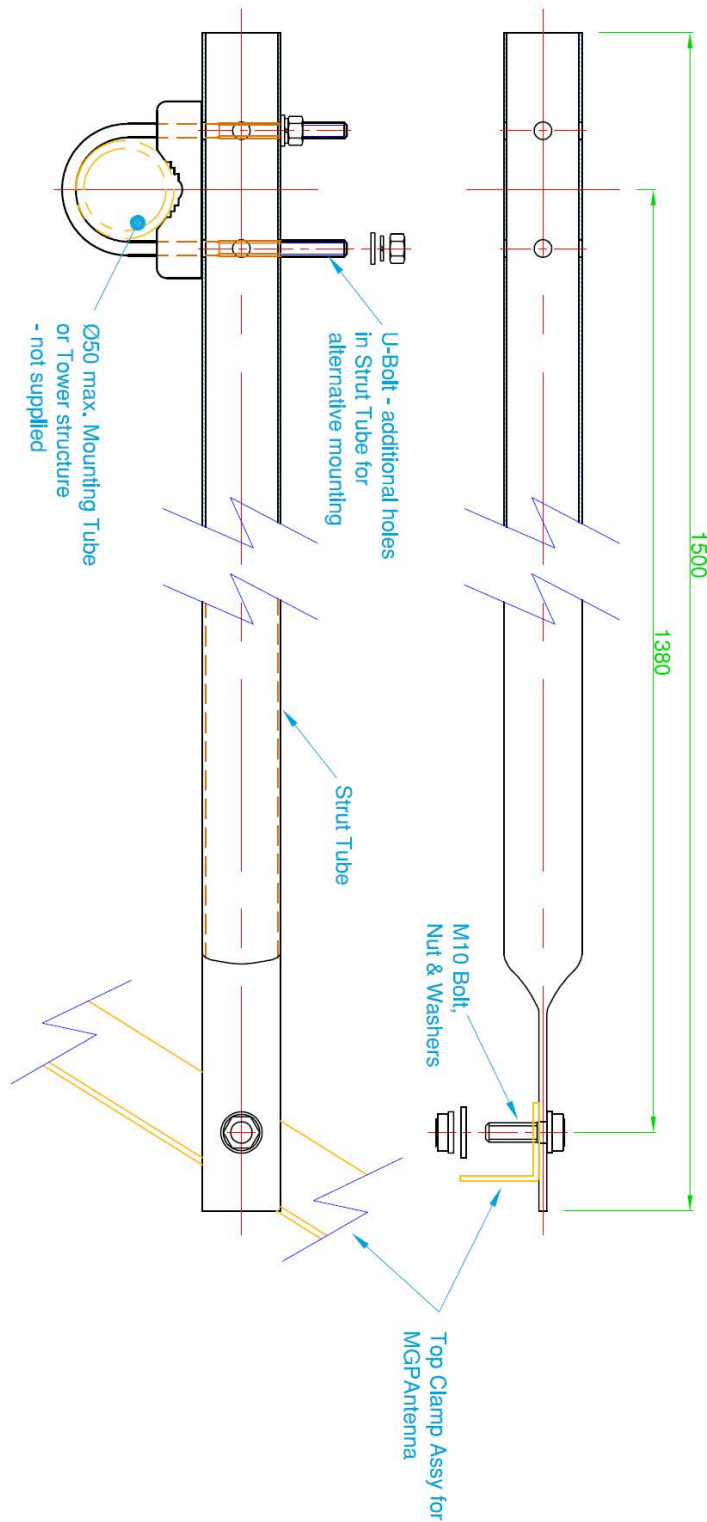 1500
1380
U-Bolt - additional holes
in Strut Tube for
alternative mounting
Ø50 max. Mounting Tube
or Tower structure
- not supplied
Strut Tube
M10 Bolt,
Nut & Washers
Top Clamp Assy for
MGPAntenna